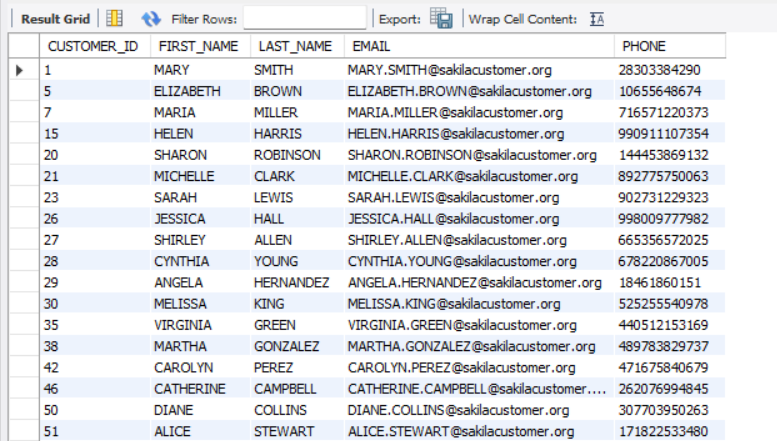 Result Grid Filter Rows: Export: Wrap Cell Content:
CUSTOMER_ID FIRST_NAME LAST_NAME EMAIL PHONE
1 MARY SMITH MARY.SMITH@sakilacustomer.org 28303384290
5 ELIZABETH BROWN ELIZABETH.BROWN@sakilacustomer.org 10655648674
7 MARIA MILLER MARIA.MILLER@sakilacustomer.org 716571220373
15 HELEN HARRIS HELEN.HARRIS@sakilacustomer.org 990911107354
20 SHARON ROBINSON SHARON.ROBINSON@sakilacustomer.org 144453869132
21 MICHELLE CLARK MICHELLE.CLARK@sakilacustomer.org 892775750063
23 SARAH LEWIS SARAH.LEWIS@sakilacustomer.org 902731229323
26 JESSICA HALL JESSICA.HALL@sakilacustomer.org 998009777982
27 SHIRLEY ALLEN SHIRLEY.ALLEN@sakilacustomer.org 665356572025
28 CYNTHIA YOUNG CYNTHIA.YOUNG@sakilacustomer.org 678220867005
29 ANGELA HERNANDEZ ANGELA.HERNANDEZ@sakilacustomer.org 18461860151
30 MELISSA KING MELISSA.KING@sakilacustomer.org 525255540978
35 VIRGINIA GREEN VIRGINIA.GREEN@sakilacustomer.org 440512153169
38 MARTHA GONZALEZ MARTHA.GONZALEZ@sakilacustomer.org 489783829737
42 CAROLYN PEREZ CAROLYN.PEREZ@sakilacustomer.org 471675840679
46 CATHERINE CAMPBELL CATHERINE.CAMPBELL@sakilacustomer.... 262076994845
50 DIANE COLLINS DIANE.COLLINS@sakilacustomer.org 307703950263
51 ALICE STEWART ALICE.STEWART@sakilacustomer.org 171822533480